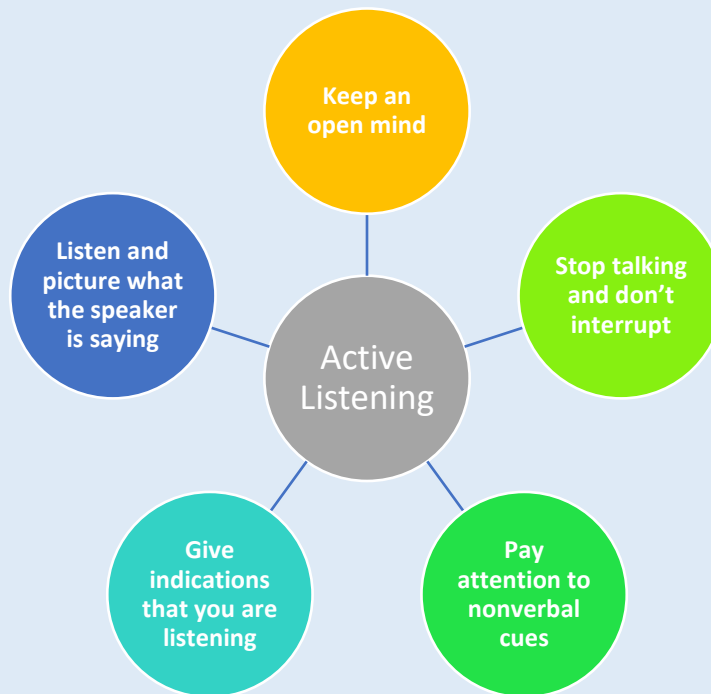 Keep an
open mind
Listen and
picture what
the speaker
is saying
Stop talking
and don’t
interrupt
Active
Listening
Give
indications
that you are
listening
Pay
attention to
nonverbal
cues